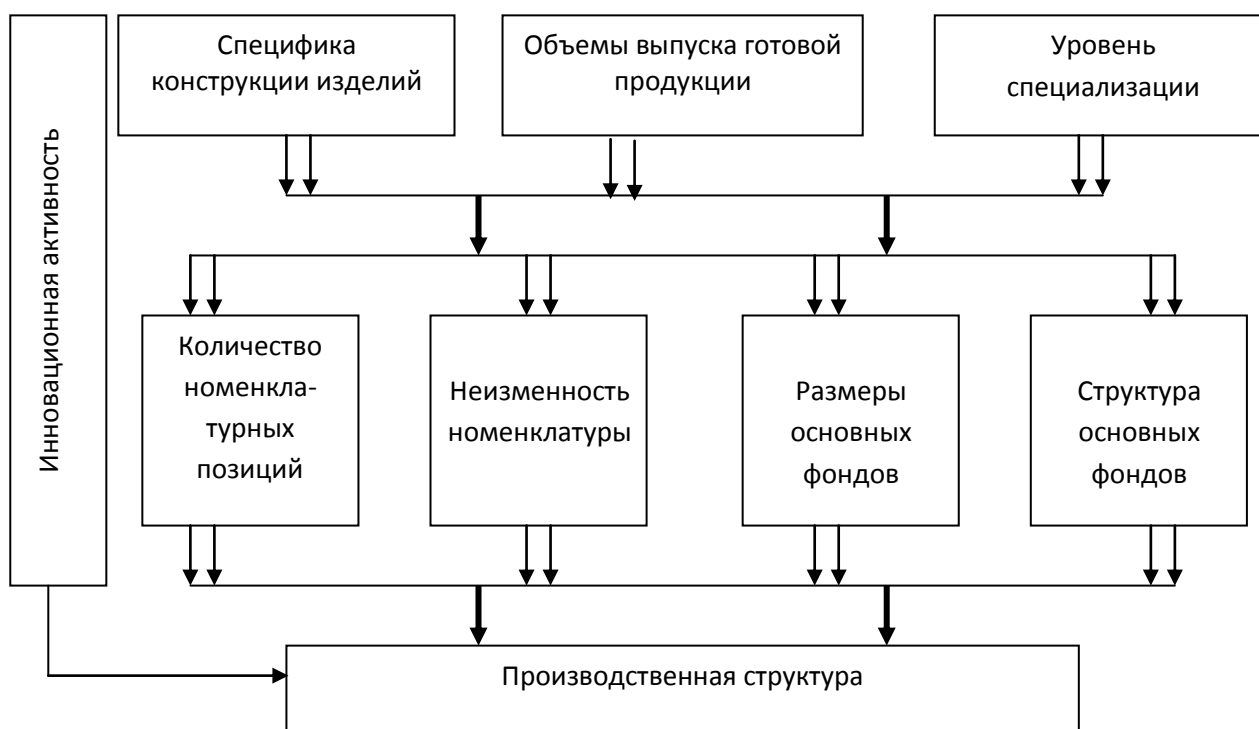 Инновационная активность
Специфика
конструкции изделий
Объемы выпуска готовой
продукции
Уровень
специализации
Количество
номенкла-
турных
позиций
Неизменность
номенклатуры
Размеры
основных
фондов
Структура
основных
фондов
Производственная структура